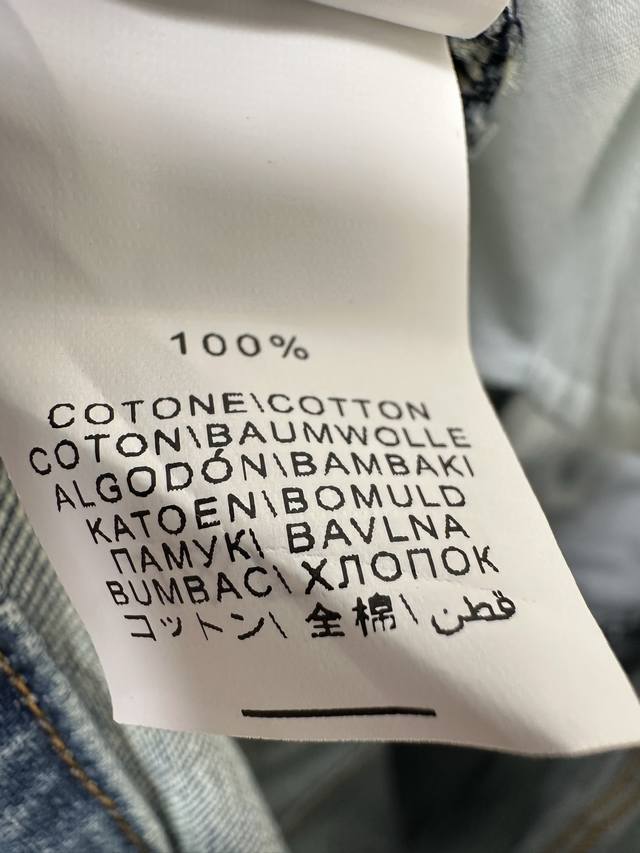 100%
COTONE\COTTON
COTON\BAUMWOLLE
ALGODÓN\BAMBAKI
KATOEN\BOMULD
ПАМУК\ BAVLNA
BUMBAC\ ХЛОПОК
コットン\ 全棉\ قطن